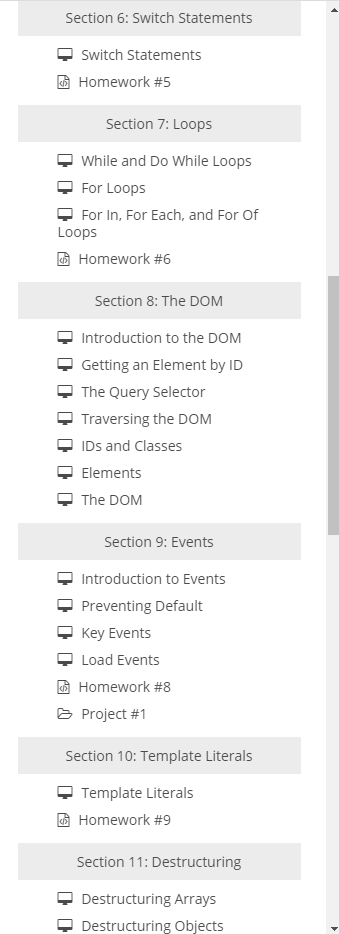 Section 6: Switch Statements
Switch Statements
Homework #5
Section 7: Loops
While and Do While Loops
For Loops
For In, For Each, and For Of
Loops
Homework #6
Section 8: The DOM
Introduction to the DOM
Getting an Element by ID
The Query Selector
Traversing the DOM
IDs and Classes
Elements
The DOM
Section 9: Events
Introduction to Events
Preventing Default
Key Events
Load Events
Homework #8
Project #1
Section 10: Template Literals
Template Literals
Homework #9
Section 11: Destructuring
Destructuring Arrays
Destructuring Objects